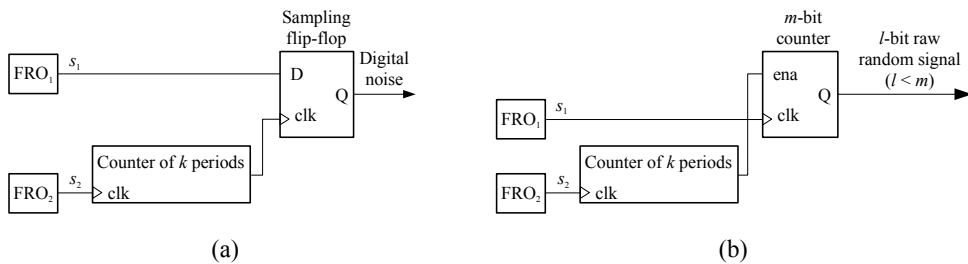 Sampling
flip-flop
FRO₁
s₁
D
Q
clk
Digital
noise
FRO₂
s₂
Counter of k periods
clk
(a)
m-bit
counter
l-bit raw
random signal
(l < m)
ena
Q
clk
FRO₁
s₁
FRO₂
s₂
Counter of k periods
clk
(b)